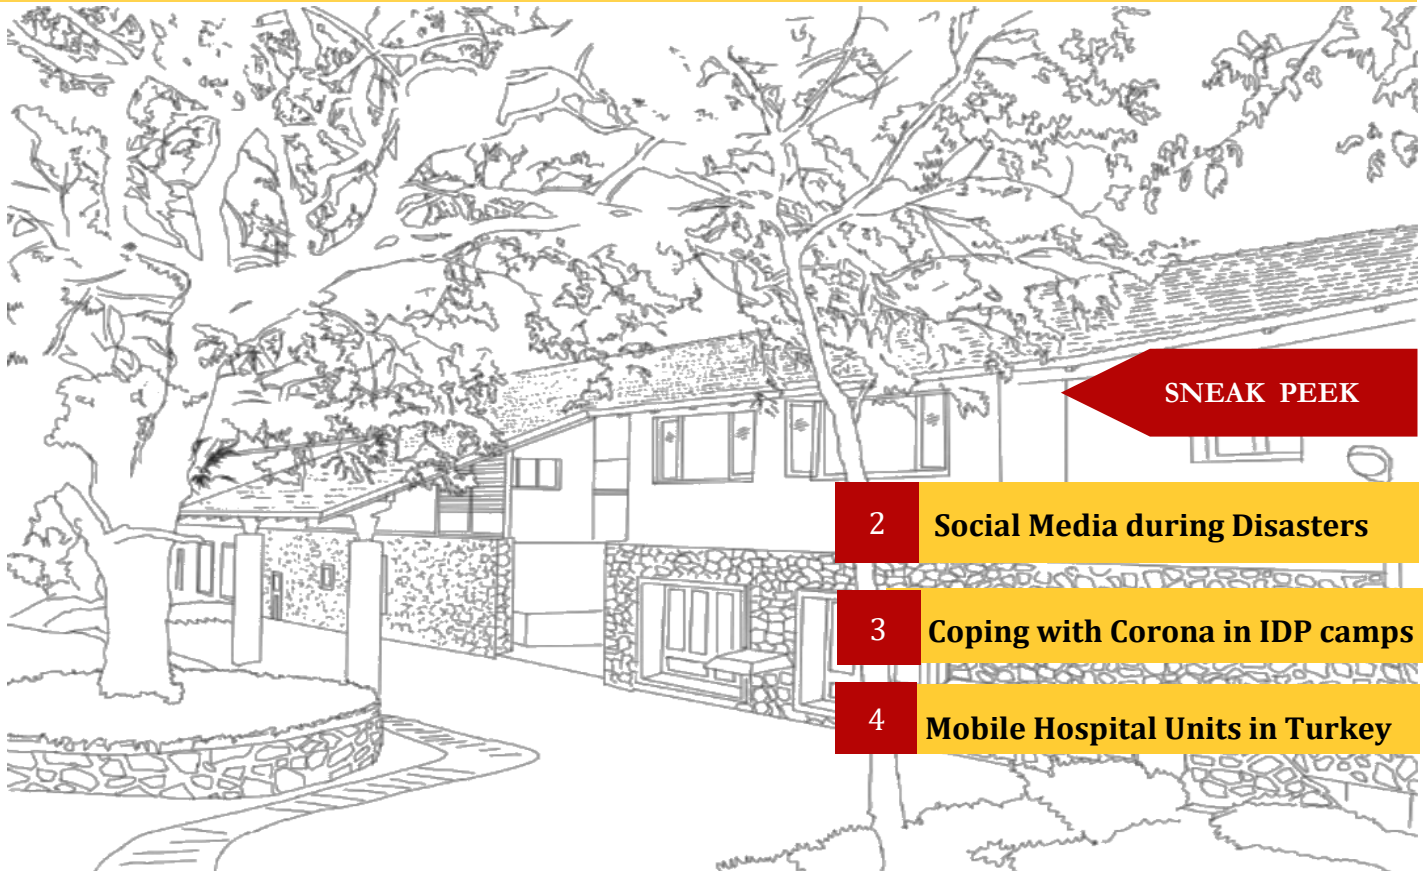 SNEAK PEEK
2 Social Media during Disasters
3 Coping with Corona in IDP camps
4 Mobile Hospital Units in Turkey